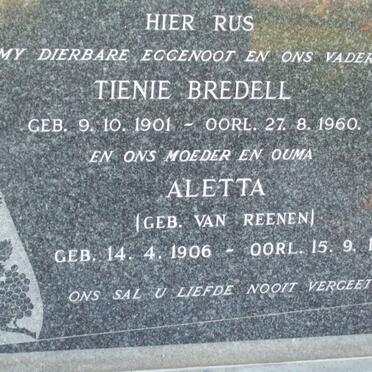 HIER RUS
MY DIERBARE EGGENOOT EN ONS VADER
TIENIE BREDELL
GEB. 9. 10. 1901 - OORL. 27. 8. 1960.
EN ONS MOEDER EN OUMA
ALETTA
(GEB. VAN REENEN)
GEB. 14. 4. 1906 - OORL. 15. 9. 1
ONS SAL U LIEFDE NOOIT VERGEET